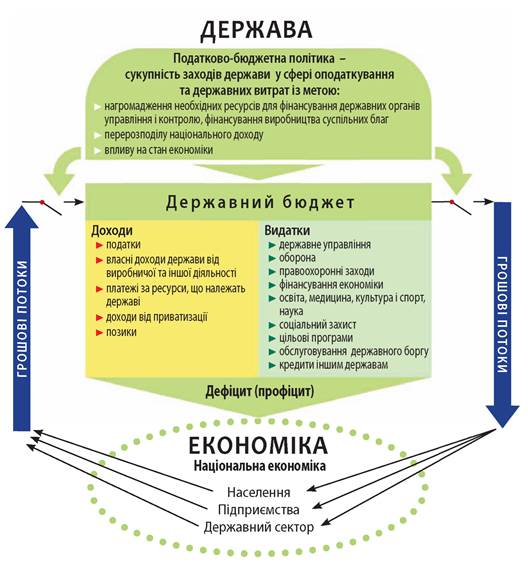 ДЕРЖАВА
Податково-бюджетна політика –
сукупність заходів держави у сфері оподаткування
та державних витрат із метою:
нагромадження необхідних ресурсів для фінансування державних органів
управління і контролю, фінансування виробництва суспільних благ
перерозподілу національного доходу
впливу на стан економіки
Державний бюджет
Доходи
податки
власні доходи держави від
виробничої та іншої діяльності
платежі за ресурси, що належать
державі
доходи від приватизації
позики
Видатки
державне управління
оборона
правоохоронні заходи
фінансування економіки
освіта, медицина, культура і спорт,
наука
соціальний захист
цільові програми
обслуговування державного боргу
кредити іншим державам
ГРОШОВІ ПОТОКИ
ГРОШОВІ ПОТОКИ
Дефіцит (профіцит)
ЕКОНОМІКА
Національна економіка
Населення
Підприємства
Державний сектор